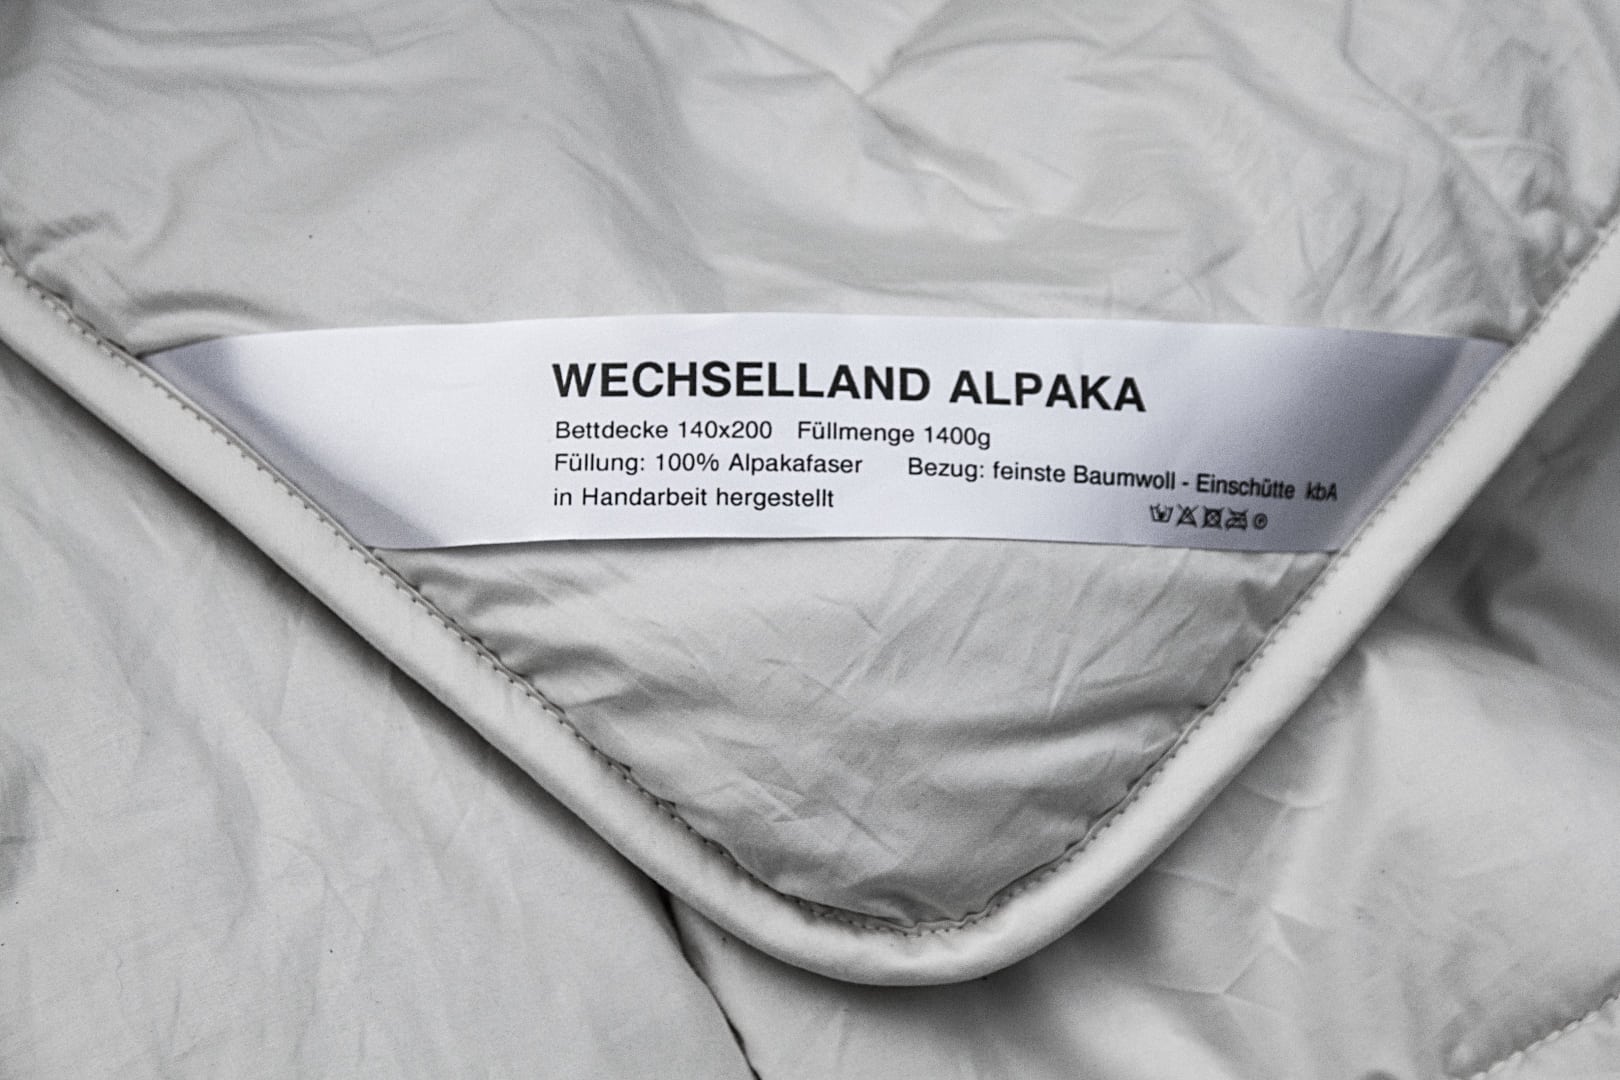 WECHSELLAND ALPAKA
Bettdecke 140x200 Füllmenge 1400g
Füllung: 100% Alpakafaser Bezug: feinste Baumwoll - Einschütte kbA
in Handarbeit hergestellt